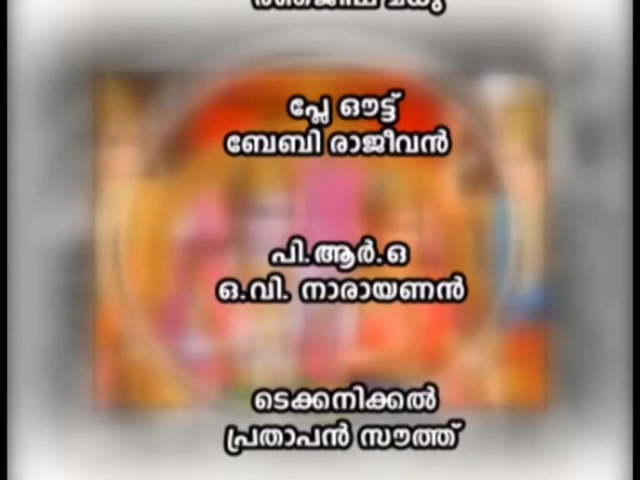 പ്ലേ ഔട്ട്
ബേബി രാജീവൻ
പി.ആർ.ഒ
ഒ.വി. നാരായണൻ
ടെക്കനിക്കൽ
പ്രതാപൻ സൗത്ത്